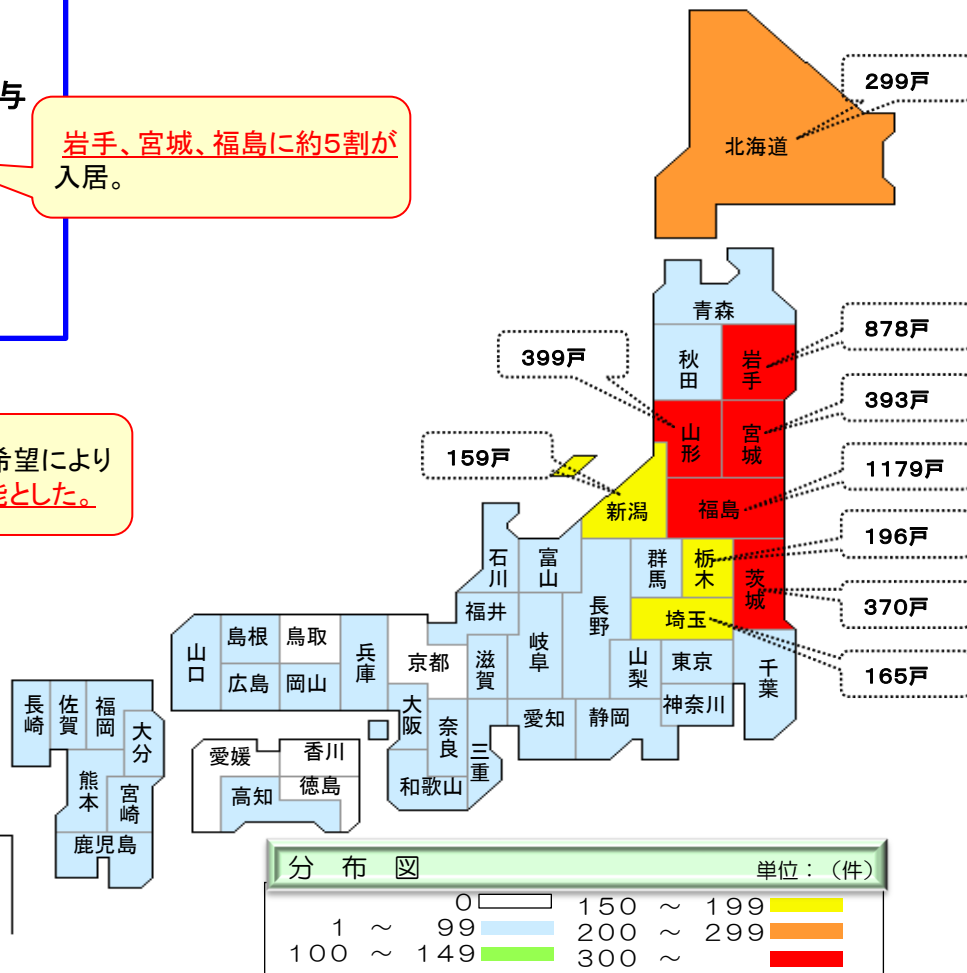 与
岩手、宮城、福島に約5割が
入居。
希望により
能とした。
299戸
北海道
青森
秋田
岩手
878戸
399戸
山形
宮城
393戸
159戸
新潟
福島
1179戸
196戸
石川
富山
群馬
栃木
茨城
370戸
福井
長野
埼玉
165戸
山口
島根
鳥取
兵庫
京都
滋賀
岐阜
山梨
東京
千葉
広島
岡山
大阪
奈良
三重
愛知
静岡
神奈川
長崎
佐賀
福岡
大分
愛媛
香川
徳島
高知
和歌山
熊本
宮崎
鹿児島
分布図 単位：（件）
0
150 ～ 199
1 ～ 99
200 ～ 299
100 ～ 149
300 ～